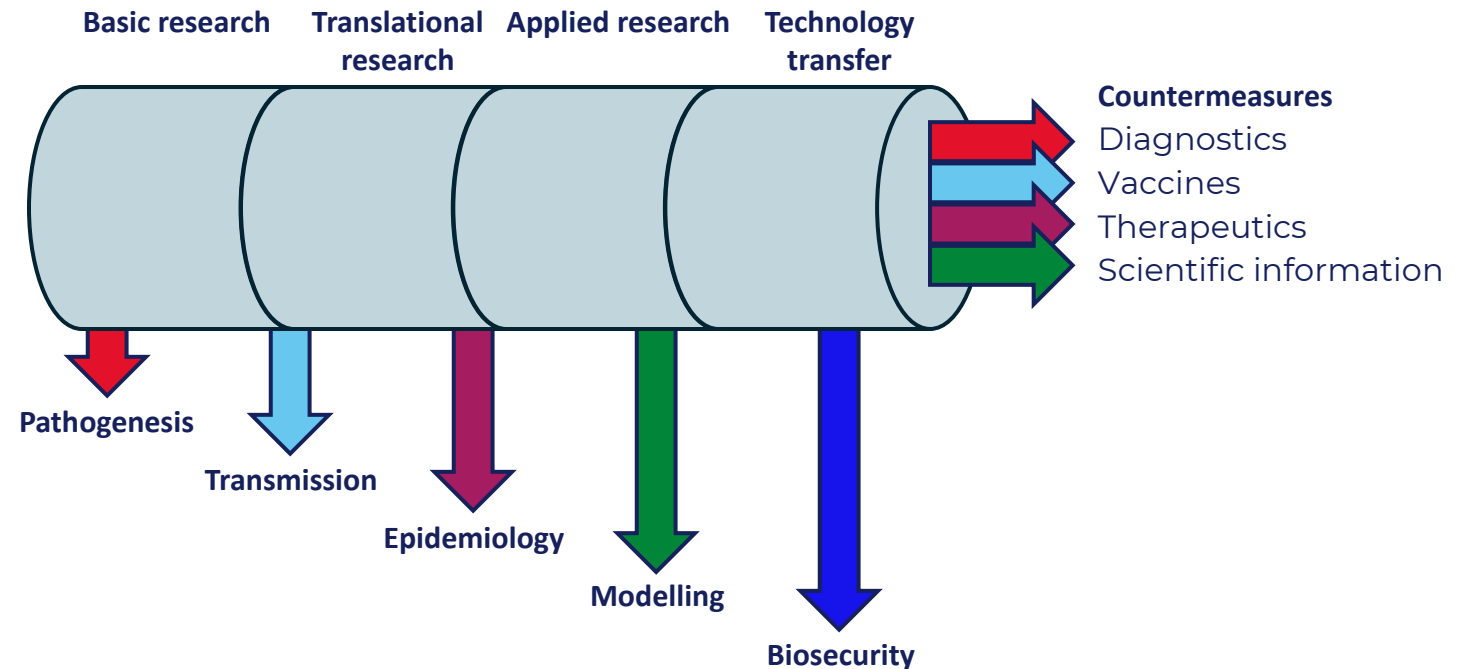 Basic research
Translational
research
Applied research
Technology
transfer
Countermeasures
Diagnostics
Vaccines
Therapeutics
Scientific information
Pathogenesis
Transmission
Epidemiology
Modelling
Biosecurity